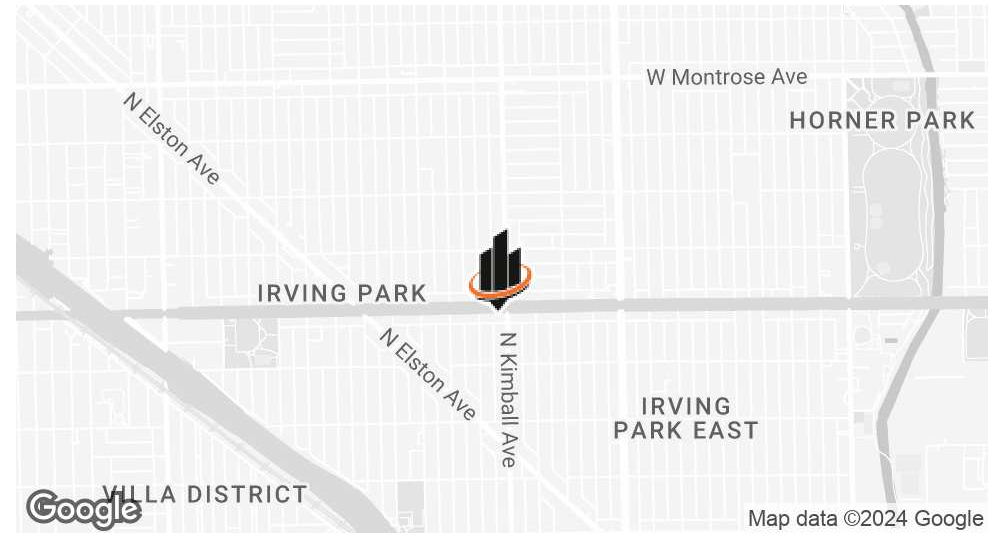 W Montrose Ave
N Elston Ave
HORNER PARK
IRVING PARK
N Elston Ave
N Kimball Ave
IRVING
PARK EAST
VILLA DISTRICT
Google
Map data ©2024 Google